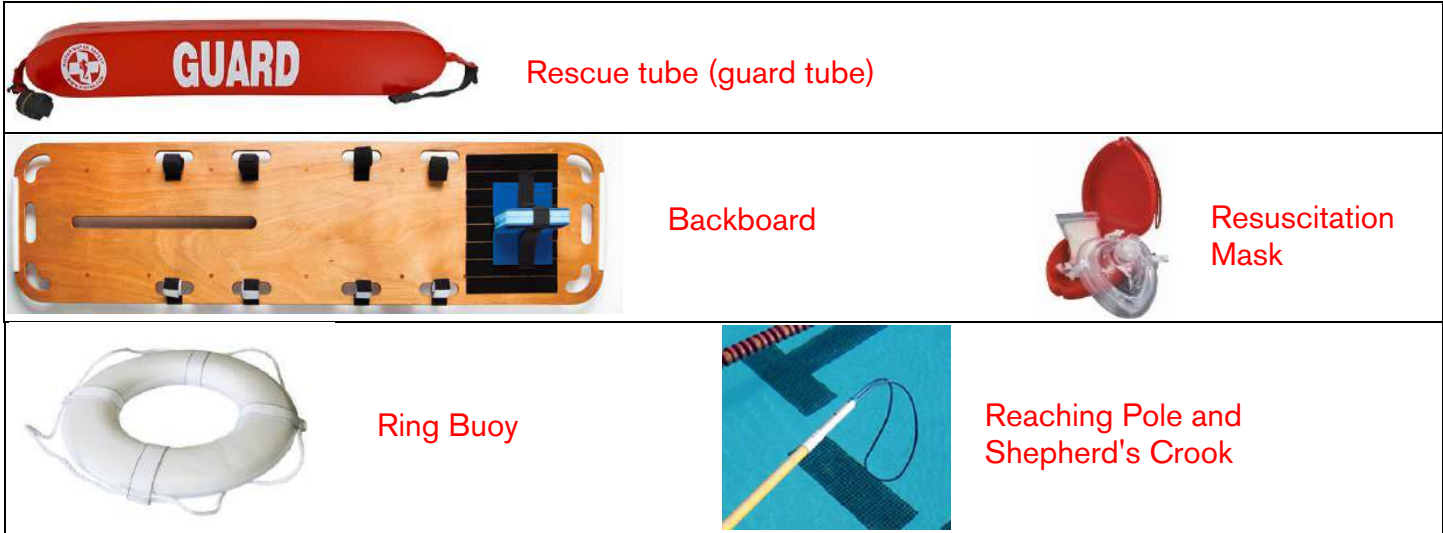 GUARD
Rescue tube (guard tube)
Backboard
Resuscitation
Mask
Ring Buoy
Reaching Pole and
Shepherd's Crook